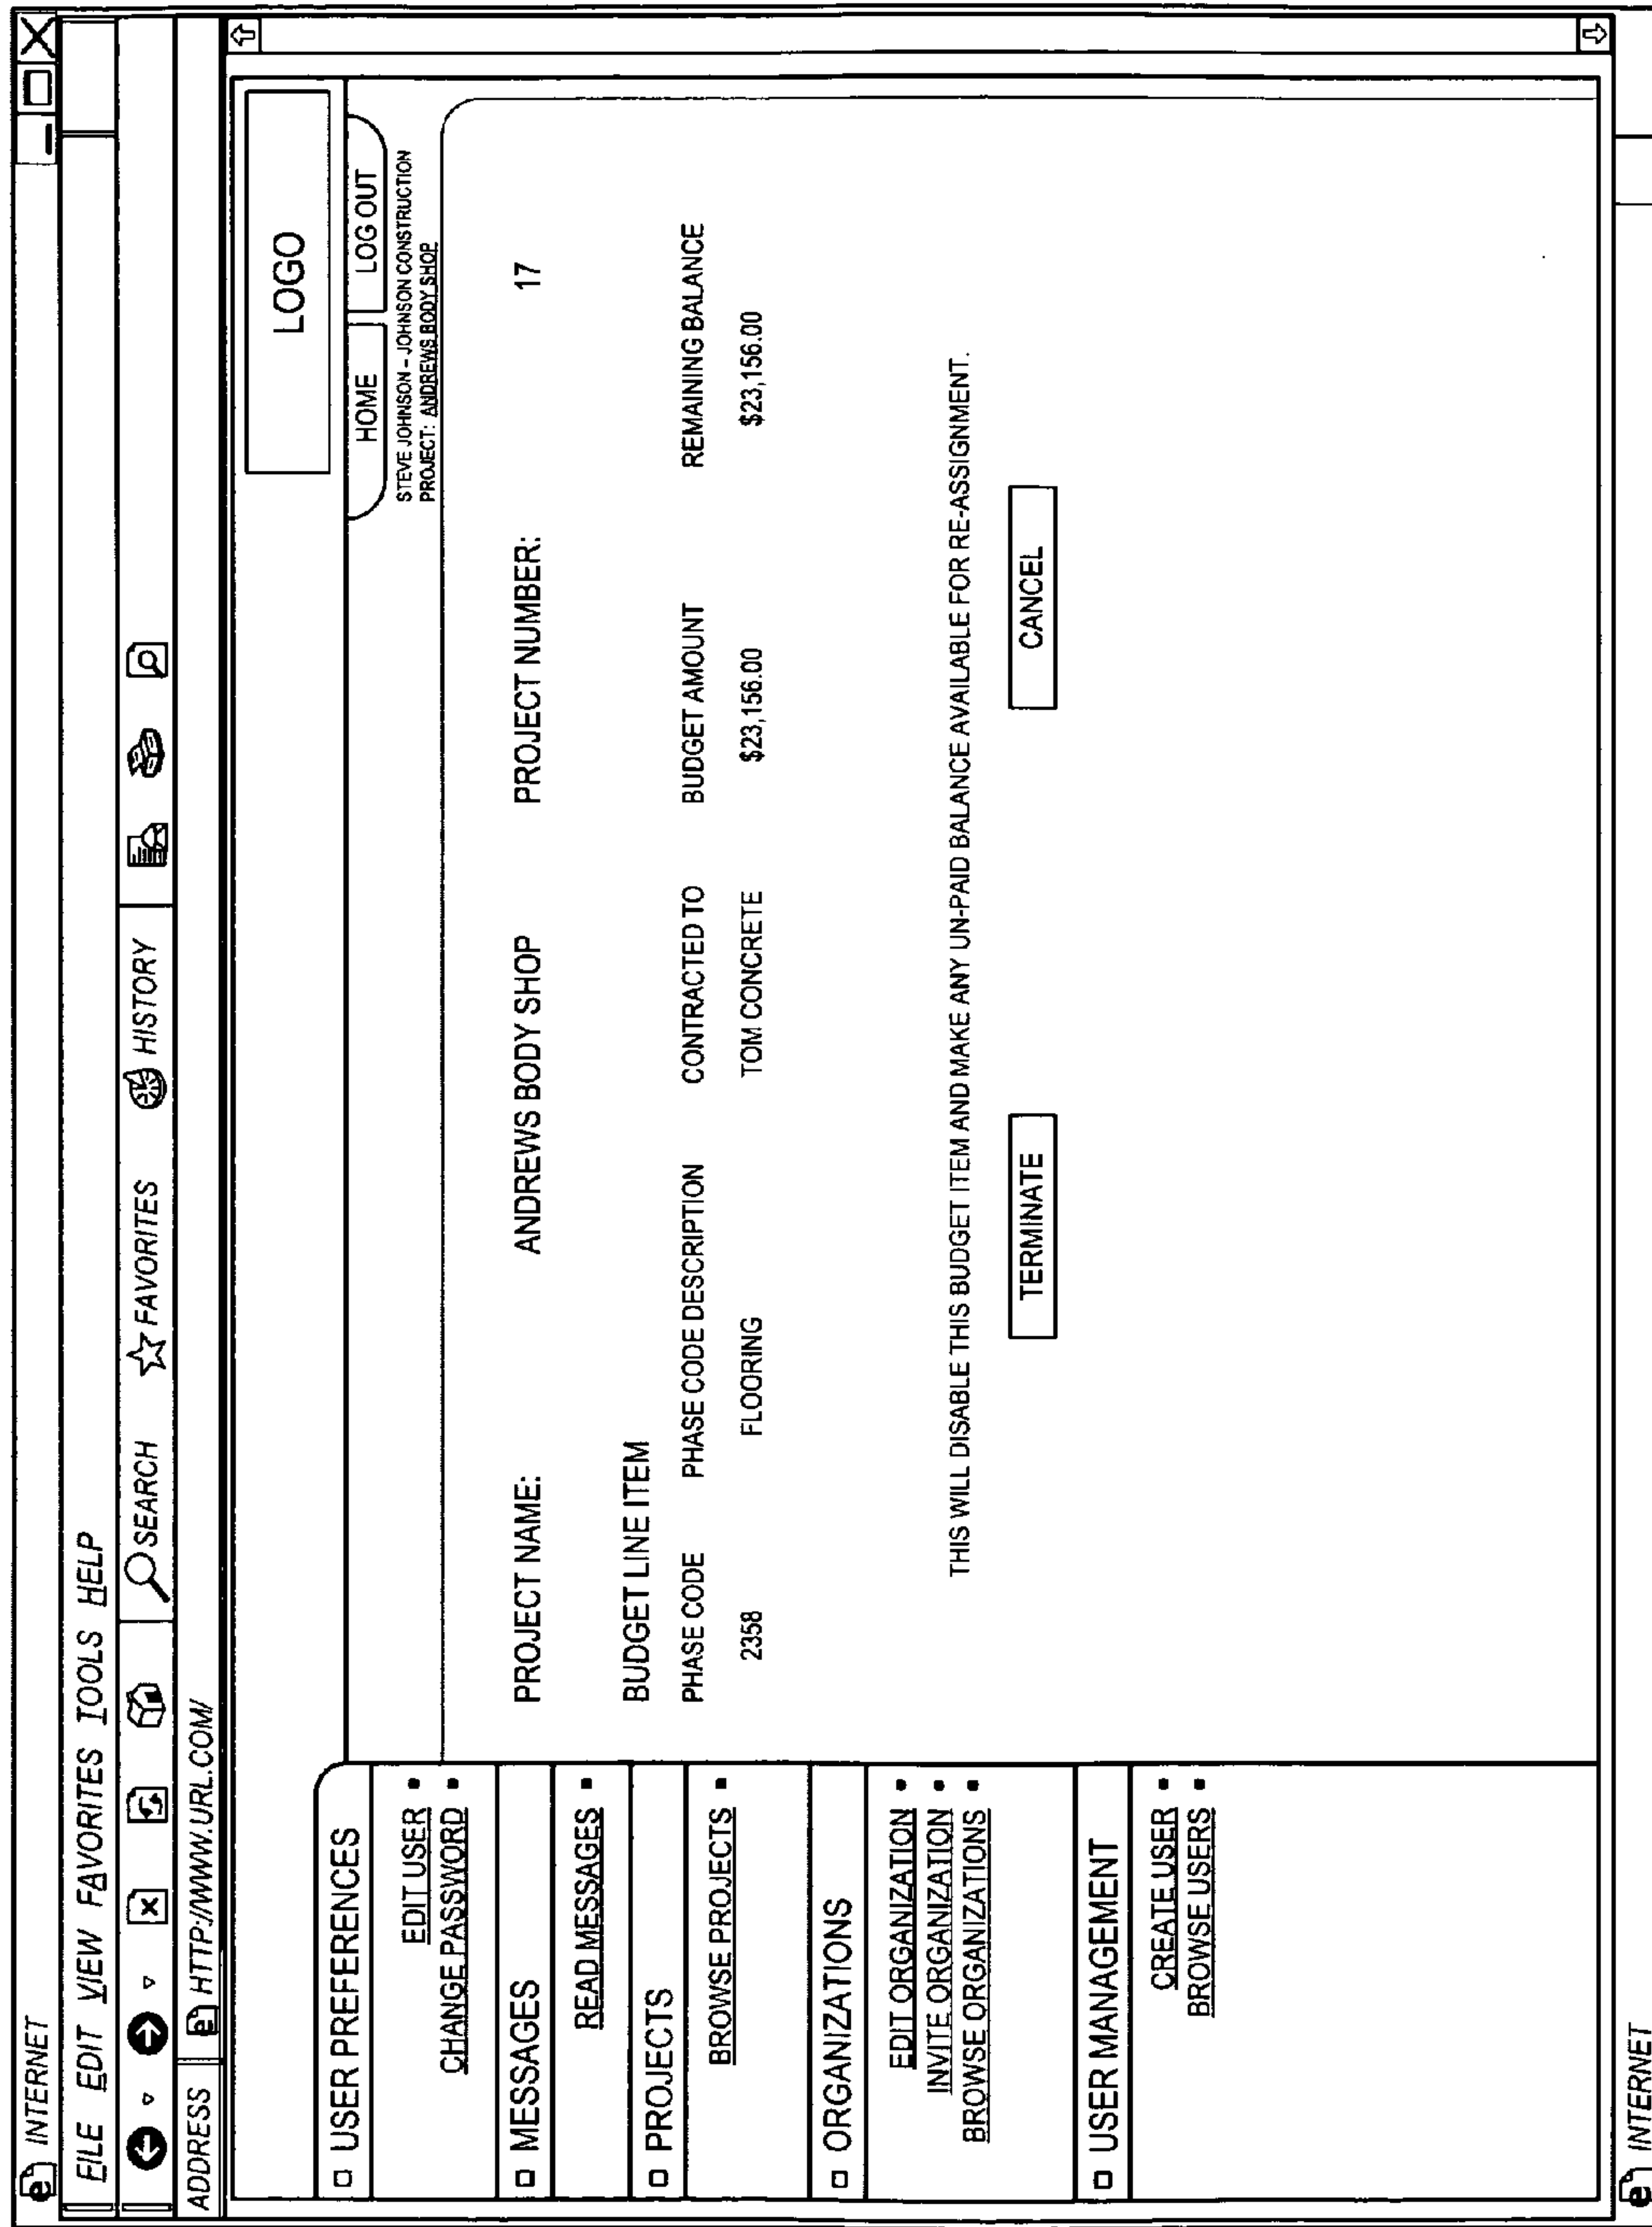 INTERNET
FILE EDIT VIEW FAVORITES TOOLS HELP
SEARCH FAVORITES HISTORY
ADDRESS HTTP://WWW.URL.COM/
LOGO
HOME LOG OUT
STEVE JOHNSON – JOHNSON CONSTRUCTION
PROJECT: ANDREWS BODY SHOP
USER PREFERENCES
EDIT USER
CHANGE PASSWORD
MESSAGES
READ MESSAGES
PROJECTS
BROWSE PROJECTS
ORGANIZATIONS
EDIT ORGANIZATION
INVITE ORGANIZATION
BROWSE ORGANIZATIONS
USER MANAGEMENT
CREATE USER
BROWSE USERS
PROJECT NAME: ANDREWS BODY SHOP PROJECT NUMBER: 17
BUDGET LINE ITEM
PHASE CODE PHASE CODE DESCRIPTION CONTRACTED TO BUDGET AMOUNT REMAINING BALANCE
2358 FLOORING TOM CONCRETE $23,156.00 $23,156.00
THIS WILL DISABLE THIS BUDGET ITEM AND MAKE ANY UN-PAID BALANCE AVAILABLE FOR RE-ASSIGNMENT.
TERMINATE CANCEL
INTERNET